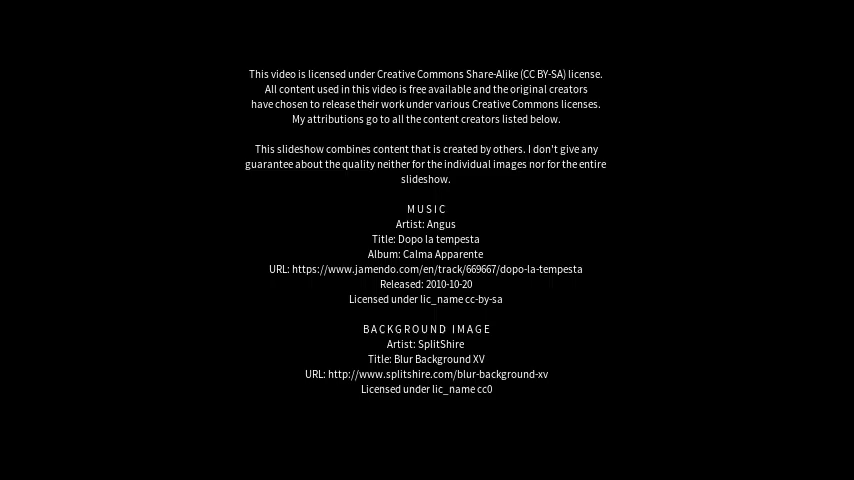 This video is licensed under Creative Commons Share-Alike (CC BY-SA) license.
All content used in this video is free available and the original creators
have chosen to release their work under various Creative Commons licenses.
My attributions go to all the content creators listed below.
This slideshow combines content that is created by others. I don't give any
guarantee about the quality neither for the individual images nor for the entire
slideshow.
MUSIC
Artist: Angus
Title: Dopo la tempesta
Album: Calma Apparente
URL: https://www.jamendo.com/en/track/669667/dopo-la-tempesta
Released: 2010-10-20
Licensed under lic_name cc-by-sa
BACKGROUND IMAGE
Artist: SplitShire
Title: Blur Background XV
URL: http://www.splitshire.com/blur-background-xv
Licensed under lic_name cc0